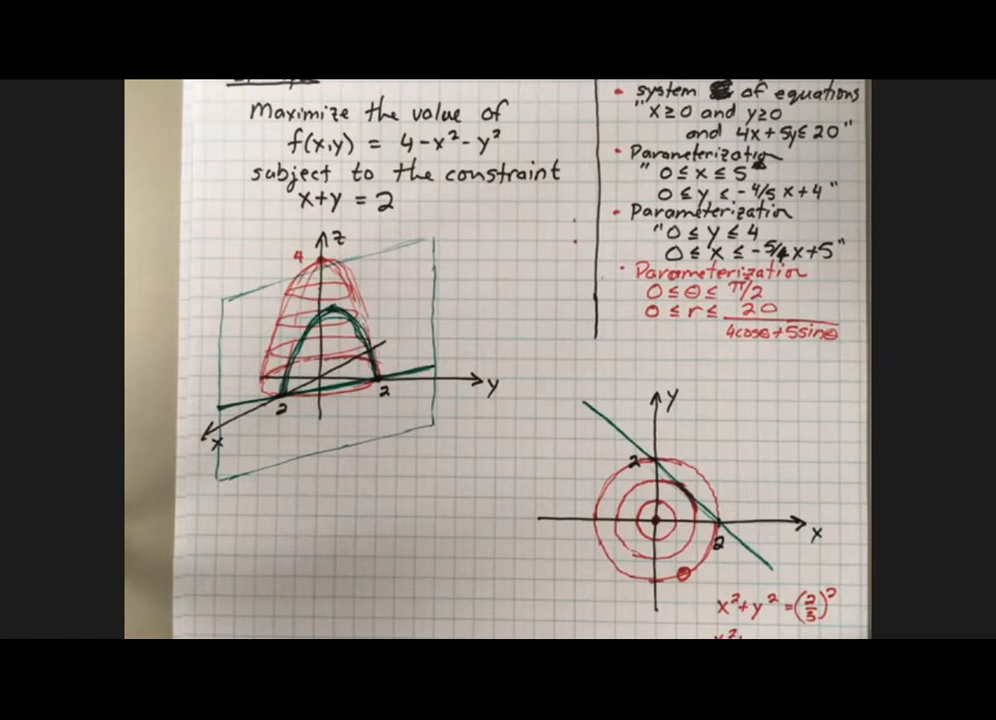 Maximize the value of
f(x,y) = 4-x²-y²
subject to the constraint
x+y = 2
z
4
y
2
2
x
• system of equations
"x≥0 and y≥0
and 4x+5y≤20"
• Parameterization
"0≤x≤5
0≤y≤-4/5x+4"
• Parameterization
"0≤y≤4
0≤x≤-5/4x+5"
• Parameterization
0≤θ≤π/2
0≤r≤ 20
4cosθ+5sinθ
y
2
x
2
x²+y² = (2/3)²